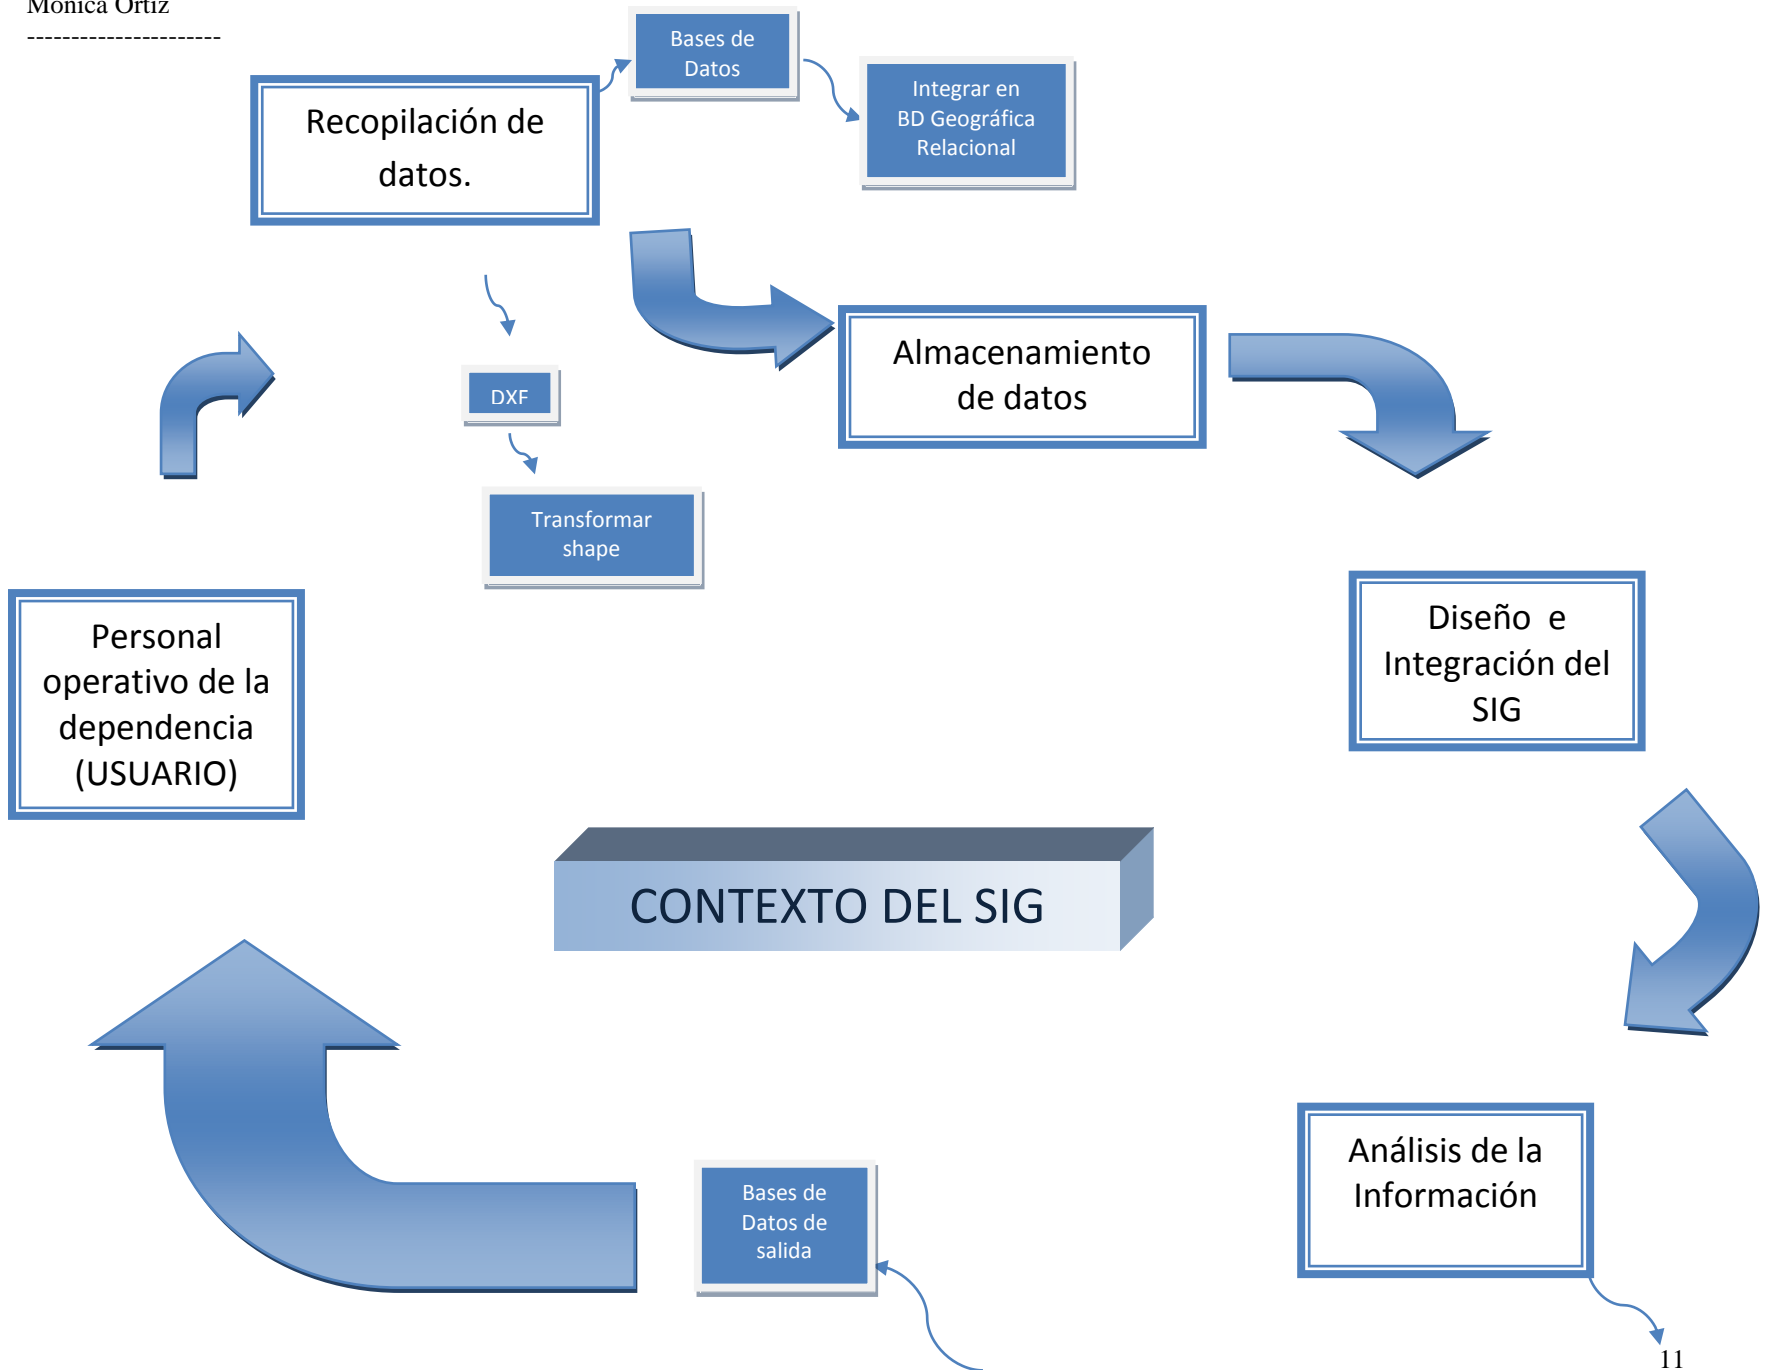 Mónica Ortiz
----------------------
Bases de
Datos
Integrar en
BD Geográfica
Relacional
Recopilación de
datos.
Almacenamiento
de datos
DXF
Transformar
shape
Personal
operativo de la
dependencia
(USUARIO)
Diseño  e
Integración del
SIG
CONTEXTO DEL SIG
Análisis de la
Información
Bases de
Datos de
salida
11